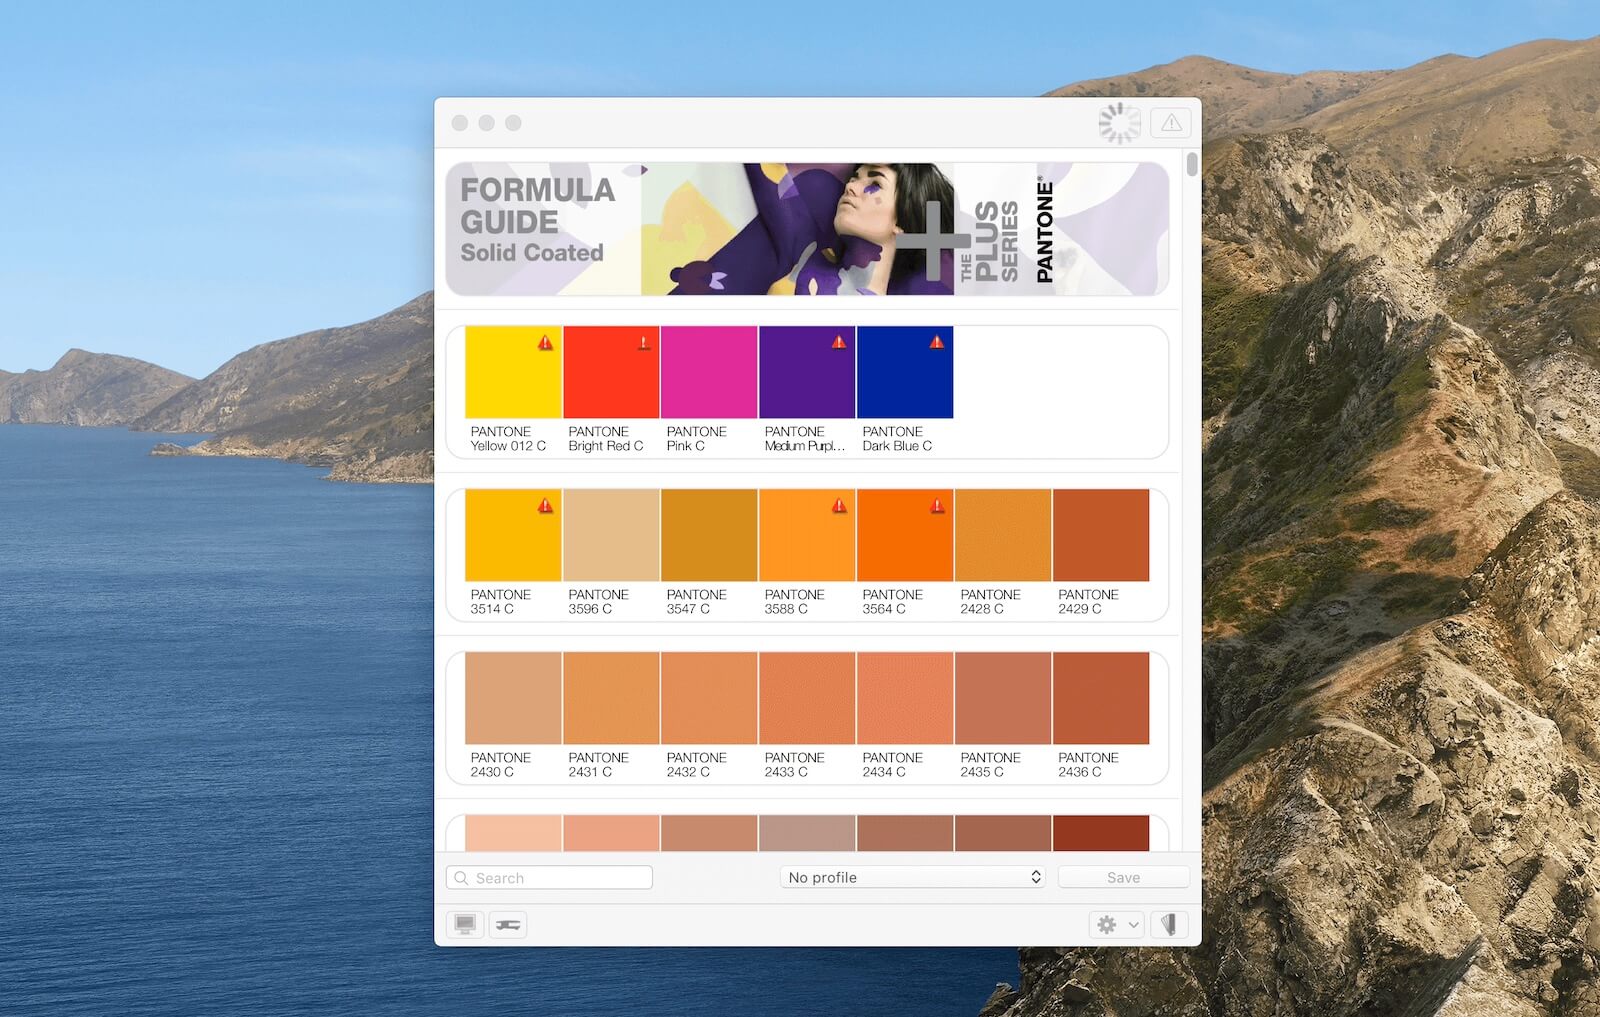 FORMULA
GUIDE
Solid Coated
THE PLUS SERIES
PANTONE®
PANTONE
Yellow 012 C
PANTONE
Bright Red C
PANTONE
Pink C
PANTONE
Medium Purpl...
PANTONE
Dark Blue C
PANTONE
3514 C
PANTONE
3596 C
PANTONE
3547 C
PANTONE
3588 C
PANTONE
3564 C
PANTONE
2428 C
PANTONE
2429 C
PANTONE
2430 C
PANTONE
2431 C
PANTONE
2432 C
PANTONE
2433 C
PANTONE
2434 C
PANTONE
2435 C
PANTONE
2436 C
Search
No profile
Save